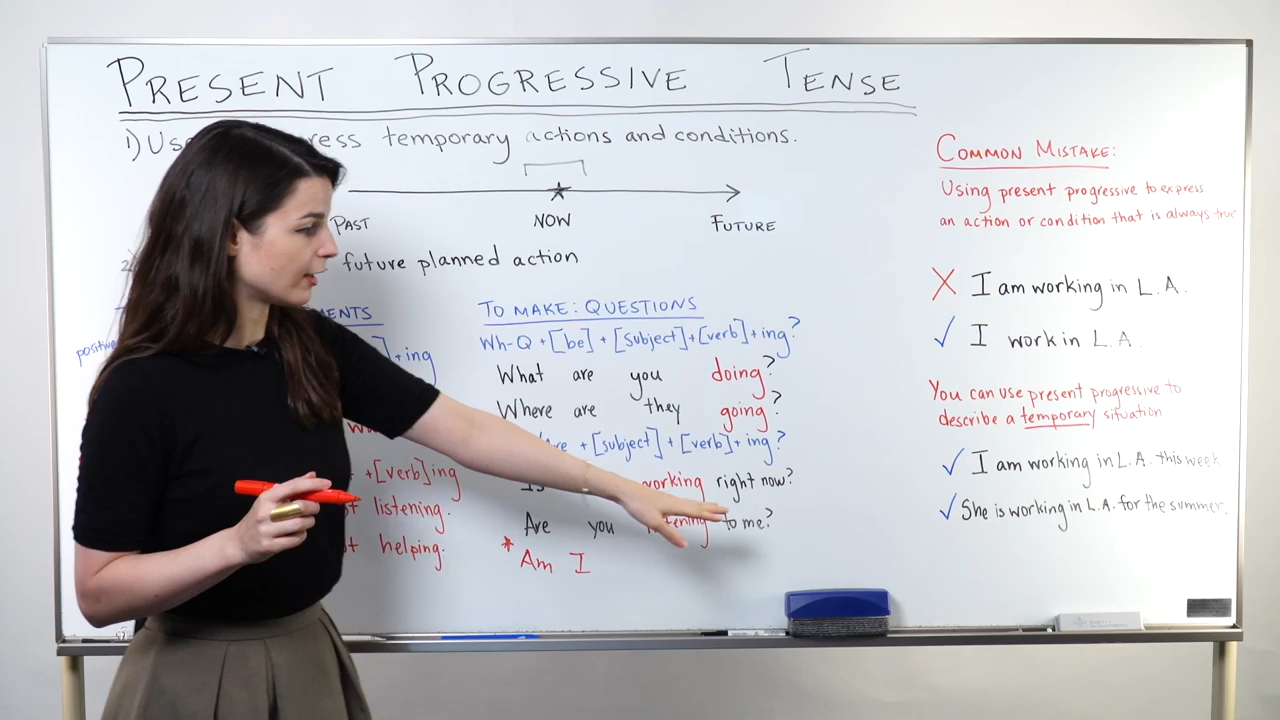 PRESENT PROGRESSIVE TENSE
1) Use temporary actions and conditions.
PAST NOW FUTURE
future planned action
+ing
+[verb]ing
listening.
helping.
TO MAKE: QUESTIONS
Wh-Q +[be] + [subject]+[verb]+ing?
What are you doing?
Where are they going?
+[subject] + [verb]+ing?
Is working right now?
Are you to me?
* Am I
COMMON MISTAKE:
Using present progressive to express
an action or condition that is always true
X I am working in L.A.
✓ I work in L.A.
You can use present progressive to
describe a temporary situation
✓ I am working in L.A. this week
✓ She is working in L.A. for the summer.